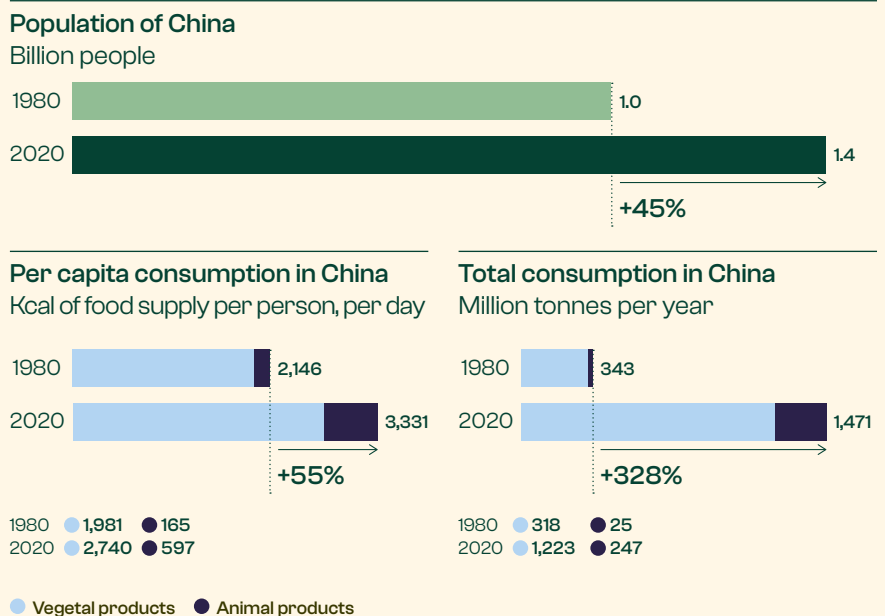 Population of China
Billion people
1980 1.0
2020 1.4
+45%
Per capita consumption in China
Kcal of food supply per person, per day
1980 2,146
2020 3,331
+55%
1980 1,981 165
2020 2,740 597
Total consumption in China
Million tonnes per year
1980 343
2020 1,471
+328%
1980 318 25
2020 1,223 247
Vegetal products Animal products